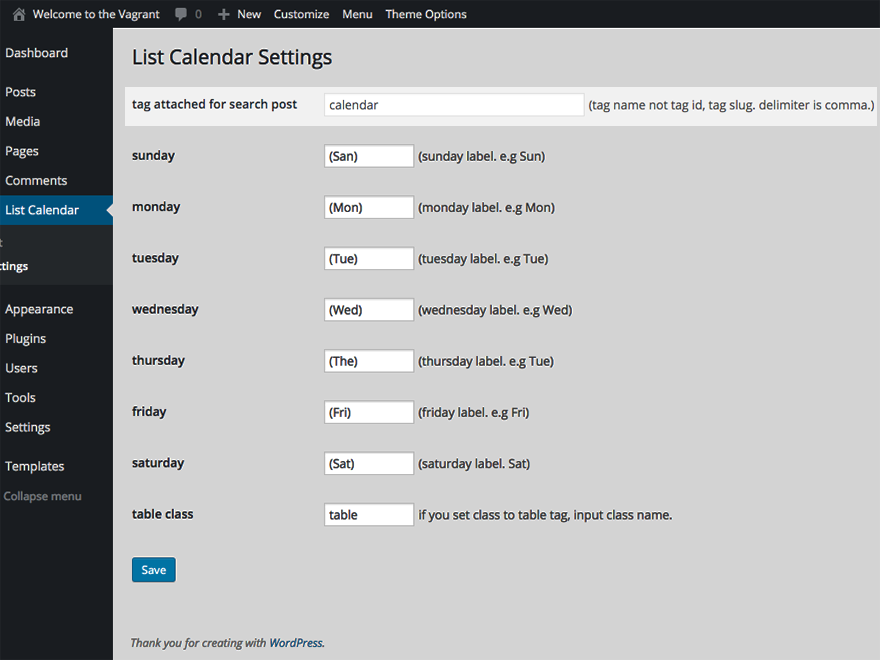 Welcome to the Vagrant 0 New Customize Menu Theme Options
Dashboard
Posts
Media
Pages
Comments
List Calendar
t
ttings
Appearance
Plugins
Users
Tools
Settings
Templates
Collapse menu
List Calendar Settings
tag attached for search post calendar (tag name not tag id, tag slug. delimiter is comma.)
sunday (San) (sunday label. e.g Sun)
monday (Mon) (monday label. e.g Mon)
tuesday (Tue) (tuesday label. e.g Tue)
wednesday (Wed) (wednesday label. e.g Wed)
thursday (The) (thursday label. e.g Tue)
friday (Fri) (friday label. e.g Fri)
saturday (Sat) (saturday label. Sat)
table class table if you set class to table tag, input class name.
Save
Thank you for creating with WordPress.